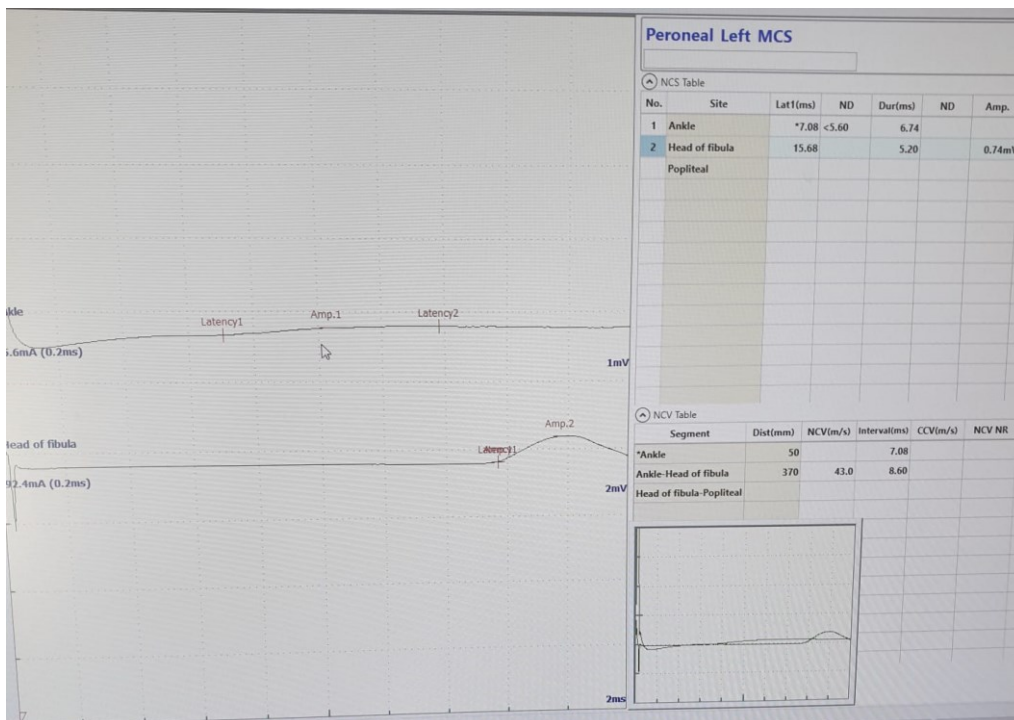 Peroneal Left MCS
NCS Table
No. Site Lat1(ms) ND Dur(ms) ND Amp.
1 Ankle *7.08 <5.60 6.74
2 Head of fibula 15.68 5.20 0.74mV
Popliteal
Latency1 Amp.1 Latency2
.6mA (0.2ms)
1mV
Amp.2
Head of fibula
92.4mA (0.2ms)
2mV
2ms
NCV Table
Segment Dist(mm) NCV(m/s) Interval(ms) CCV(m/s) NCV NR
*Ankle 50 7.08
Ankle-Head of fibula 370 43.0 8.60
Head of fibula-Popliteal